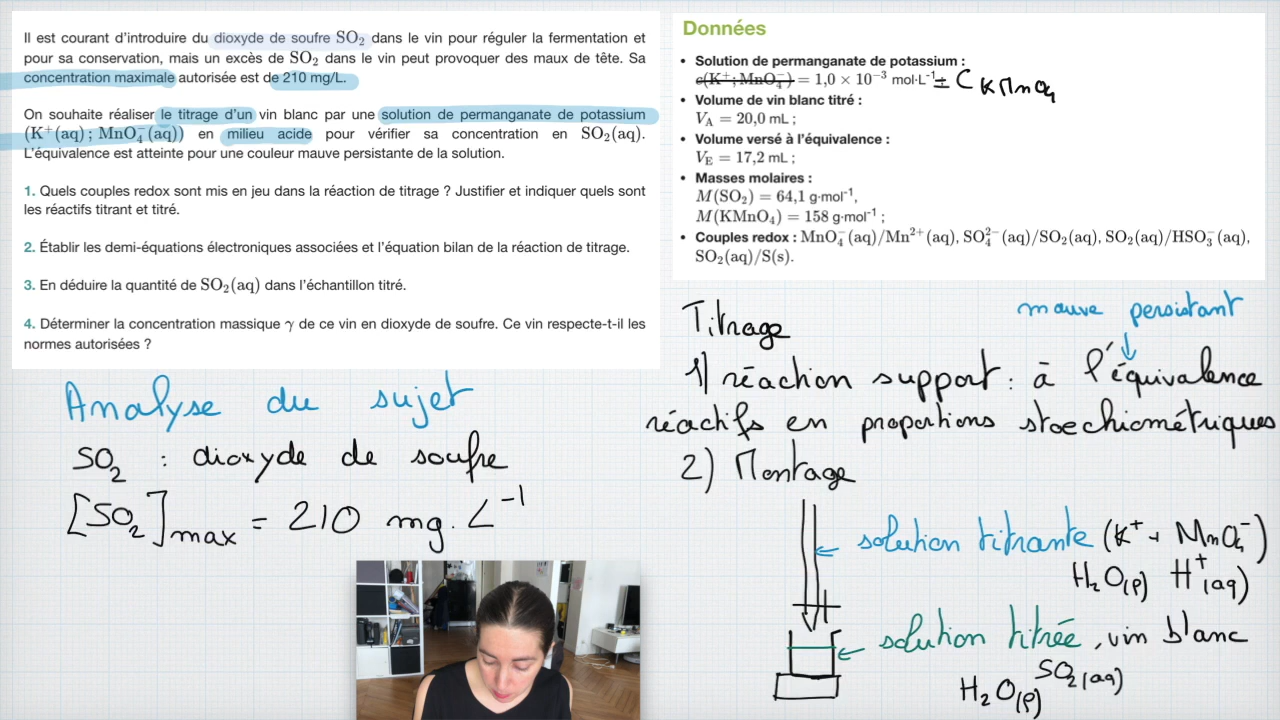 Il est courant d'introduire du dioxyde de soufre SO₂ dans le vin pour réguler la fermentation et
pour sa conservation, mais un excès de SO₂ dans le vin peut provoquer des maux de tête. Sa
concentration maximale autorisée est de 210 mg/L.
On souhaite réaliser le titrage d'un vin blanc par une solution de permanganate de potassium
(K⁺(aq) ; MnO₄⁻(aq)) en milieu acide pour vérifier sa concentration en SO₂(aq).
L'équivalence est atteinte pour une couleur mauve persistante de la solution.
1. Quels couples redox sont mis en jeu dans la réaction de titrage ? Justifier et indiquer quels sont
les réactifs titrant et titré.
2. Établir les demi-équations électroniques associées et l'équation bilan de la réaction de titrage.
3. En déduire la quantité de SO₂(aq) dans l'échantillon titré.
4. Déterminer la concentration massique γ de ce vin en dioxyde de soufre. Ce vin respecte-t-il les
normes autorisées ?
Données
• Solution de permanganate de potassium :
c(K⁺; MnO₄⁻) = 1,0 × 10⁻³ mol·L⁻¹ = C KMnO₄
• Volume de vin blanc titré :
V_A = 20,0 mL ;
• Volume versé à l'équivalence :
V_E = 17,2 mL ;
• Masses molaires :
M(SO₂) = 64,1 g·mol⁻¹,
M(KMnO₄) = 158 g·mol⁻¹ ;
• Couples redox : MnO₄⁻(aq)/Mn²⁺(aq), SO₄²⁻(aq)/SO₂(aq), SO₂(aq)/HSO₃⁻(aq),
SO₂(aq)/S(s).
Analyse du sujet
SO₂ : dioxyde de soufre
[SO₂]max = 210 mg. L⁻¹
Titrage
mauve persistant
1) réaction support : à l'équivalence
réactifs en proportions stoechiométriques
2) Montage
solution titrante (K⁺ + MnO₄⁻)
H₂O(l) H⁺(aq)
solution titrée, vin blanc
SO₂(aq)
H₂O(l)